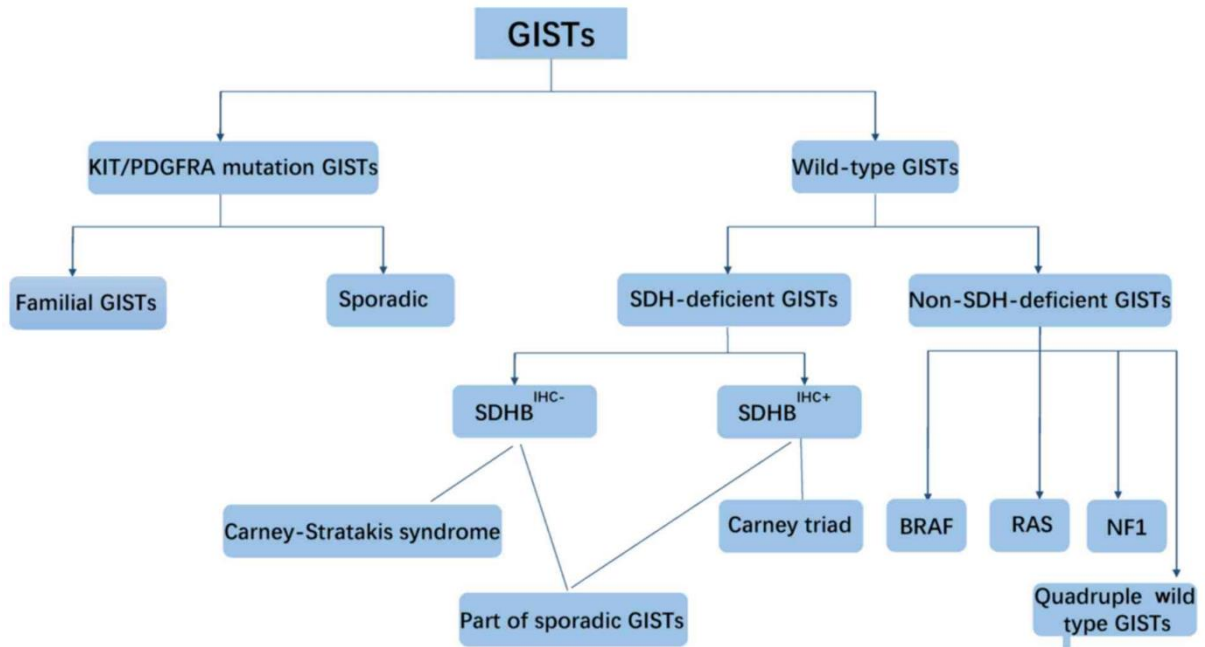 GISTs
KIT/PDGFRA mutation GISTs
Wild-type GISTs
Familial GISTs
Sporadic
SDH-deficient GISTs
Non-SDH-deficient GISTs
SDHB IHC-
SDHB IHC+
Carney-Stratakis syndrome
Carney triad
BRAF
RAS
NF1
Part of sporadic GISTs
Quadruple wild
type GISTs